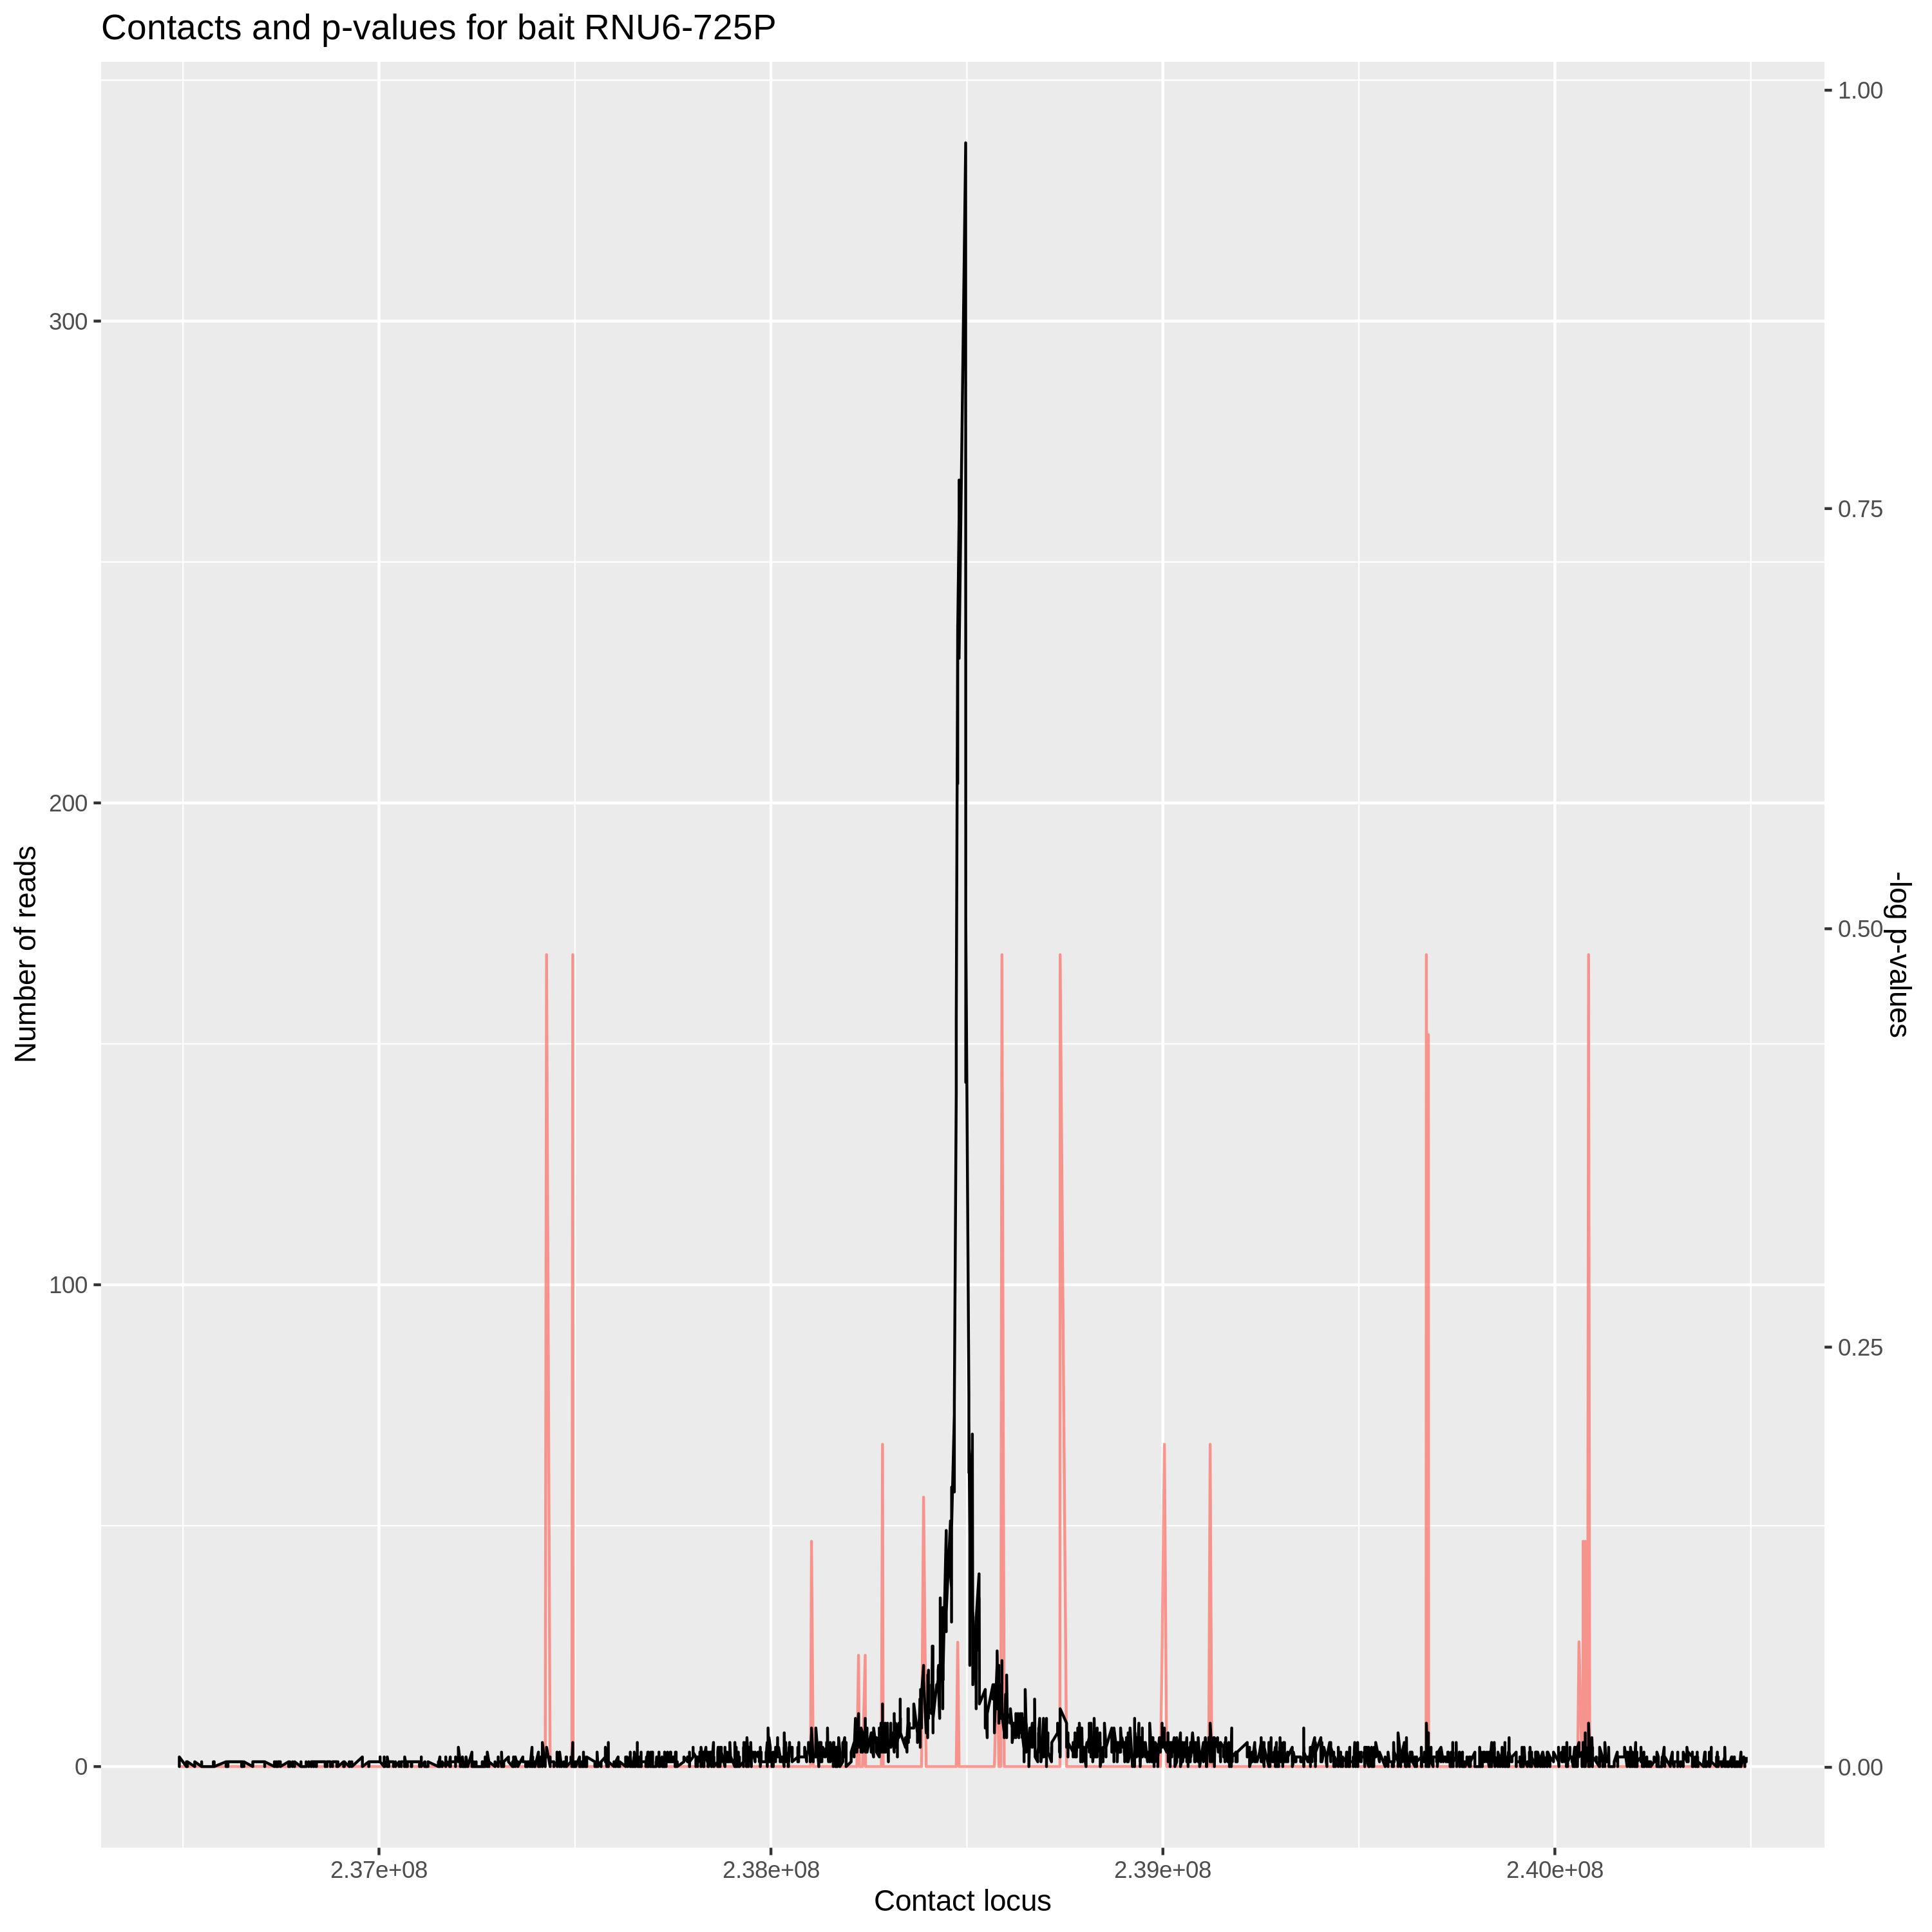 Contacts and p-values for bait RNU6-725P
Number of reads
300
200
100
0
1.00
0.75
0.50
0.25
0.00
-log p-values
2.37e+08
2.38e+08
2.39e+08
2.40e+08
Contact locus